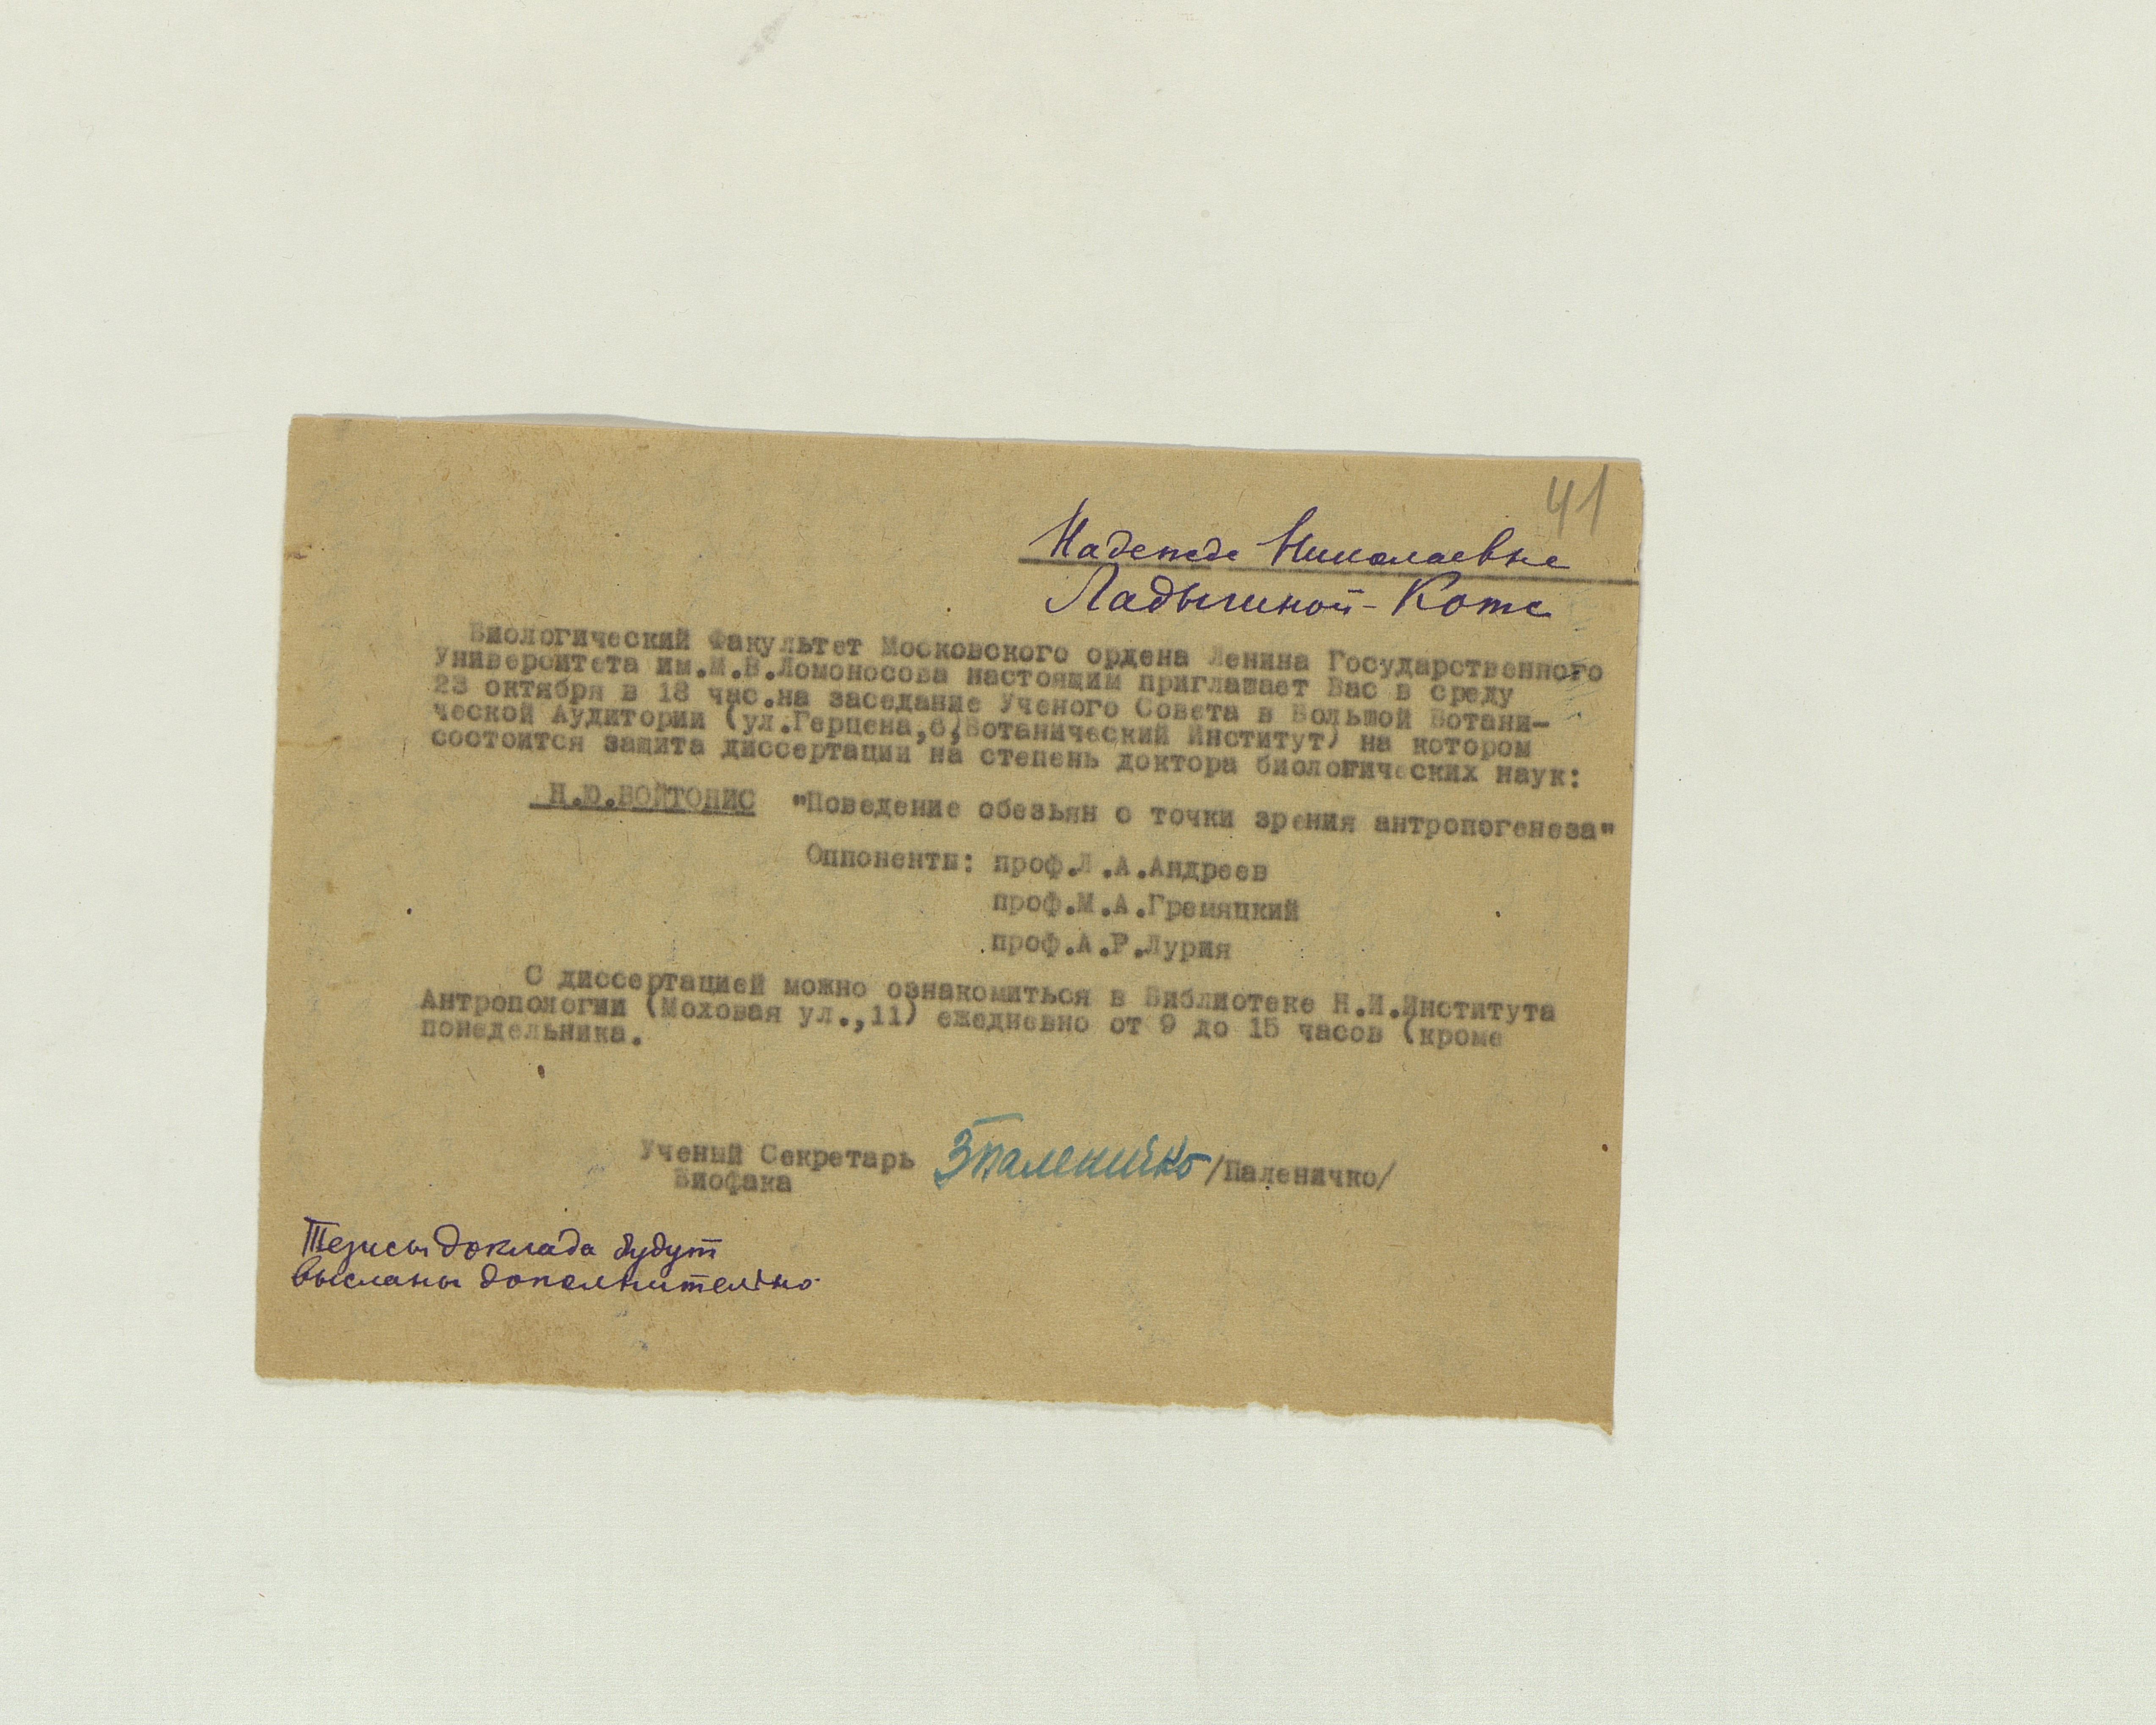 41
Надежде Николаевне
Ладыгиной-Котс
Биологический Факультет Московского ордена Ленина Государственного
Университета им.М.В.Ломоносова настоящим приглашает Вас в среду
23 октября в 18 час.на заседание Ученого Совета в Большой Ботани-
ческой Аудитории (ул.Герцена,6,Ботанический Институт) на котором
состоится защита диссертации на степень доктора биологических наук:
Н.Ю.ВОЙТОНИС "Поведение обезьян с точки зрения антропогенеза"
Оппоненты: проф.Л.А.Андреев
проф.М.А.Гремяцкий
проф.А.Р.Лурия
С диссертацией можно ознакомиться в Библиотеке Н.И.Института
Антропологии (Моховая ул.,11) ежедневно от 9 до 15 часов (кроме
понедельника.
Ученый Секретарь ЗПаленичко /Паленичко/
Биофака
Тезисы доклада будут
высланы дополнительно